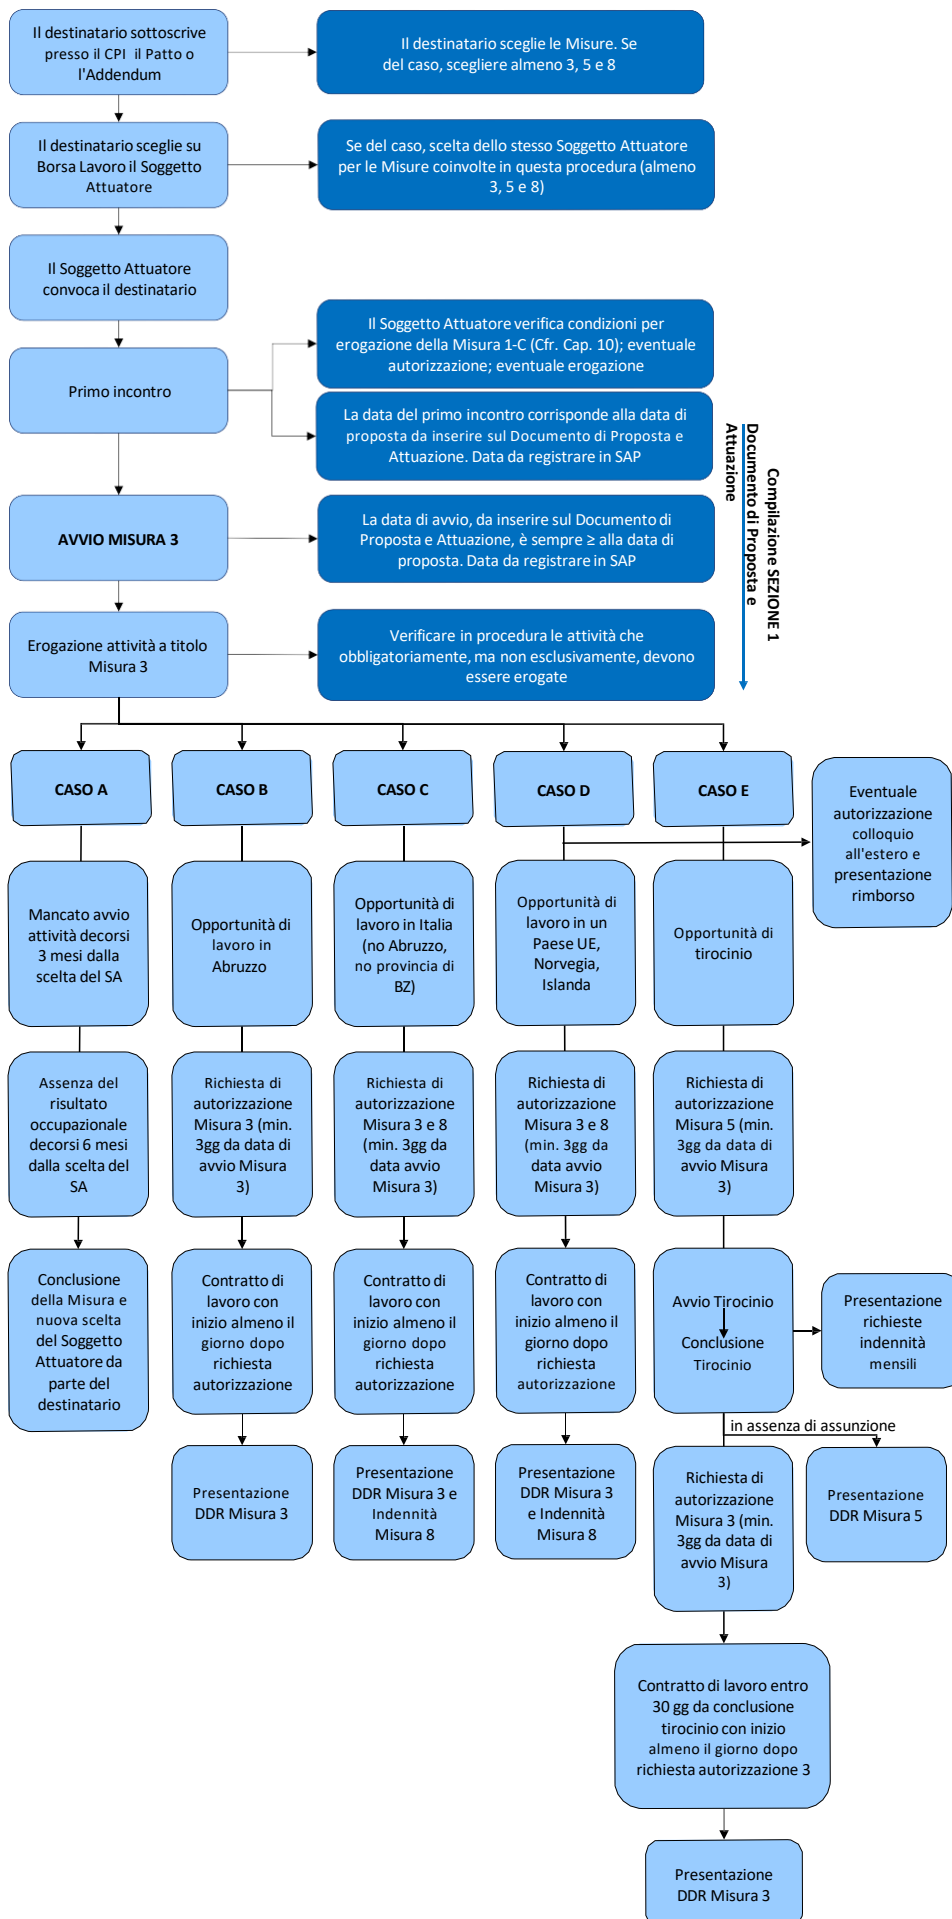 Il destinatario sottoscrive
presso il CPI il Patto o
l'Addendum
Il destinatario sceglie le Misure. Se
del caso, scegliere almeno 3, 5 e 8
Il destinatario sceglie su
Borsa Lavoro il Soggetto
Attuatore
Se del caso, scelta dello stesso Soggetto Attuatore
per le Misure coinvolte in questa procedura (almeno
3, 5 e 8)
Il Soggetto Attuatore
convoca il destinatario
Primo incontro
Il Soggetto Attuatore verifica condizioni per
erogazione della Misura 1-C (Cfr. Cap. 10); eventuale
autorizzazione; eventuale erogazione
La data del primo incontro corrisponde alla data di
proposta da inserire sul Documento di Proposta e
Attuazione. Data da registrare in SAP
Compilazione SEZIONE 1
Documento di Proposta e
Attuazione
AVVIO MISURA 3
La data di avvio, da inserire sul Documento di
Proposta e Attuazione, è sempre ≥ alla data di
proposta. Data da registrare in SAP
Erogazione attività a titolo
Misura 3
Verificare in procedura le attività che
obbligatoriamente, ma non esclusivamente, devono
essere erogate
CASO A
CASO B
CASO C
CASO D
CASO E
Eventuale
autorizzazione
colloquio
all'estero e
presentazione
rimborso
Mancato avvio
attività decorsi
3 mesi dalla
scelta del SA
Opportunità di
lavoro in
Abruzzo
Opportunità di
lavoro in Italia
(no Abruzzo,
no provincia di
BZ)
Opportunità di
lavoro in un
Paese UE,
Norvegia,
Islanda
Opportunità di
tirocinio
Assenza del
risultato
occupazionale
decorsi 6 mesi
dalla scelta del
SA
Richiesta di
autorizzazione
Misura 3 (min.
3gg da data di
avvio Misura
3)
Richiesta di
autorizzazione
Misura 3 e 8
(min. 3gg da
data avvio
Misura 3)
Richiesta di
autorizzazione
Misura 3 e 8
(min. 3gg da
data avvio
Misura 3)
Richiesta di
autorizzazione
Misura 5 (min.
3gg da data di
avvio Misura
3)
Conclusione
della Misura e
nuova scelta
del Soggetto
Attuatore da
parte del
destinatario
Contratto di
lavoro con
inizio almeno il
giorno dopo
richiesta
autorizzazione
Contratto di
lavoro con
inizio almeno il
giorno dopo
richiesta
autorizzazione
Contratto di
lavoro con
inizio almeno il
giorno dopo
richiesta
autorizzazione
Avvio Tirocinio
Conclusione
Tirocinio
Presentazione
richieste
indennità
mensili
in assenza di assunzione
Presentazione
DDR Misura 3
Presentazione
DDR Misura 3 e
Indennità
Misura 8
Presentazione
DDR Misura 3
e Indennità
Misura 8
Richiesta di
autorizzazione
Misura 3 (min.
3gg da data di
avvio Misura
3)
Presentazione
DDR Misura 5
Contratto di lavoro entro
30 gg da conclusione
tirocinio con inizio
almeno il giorno dopo
richiesta autorizzazione 3
Presentazione
DDR Misura 3